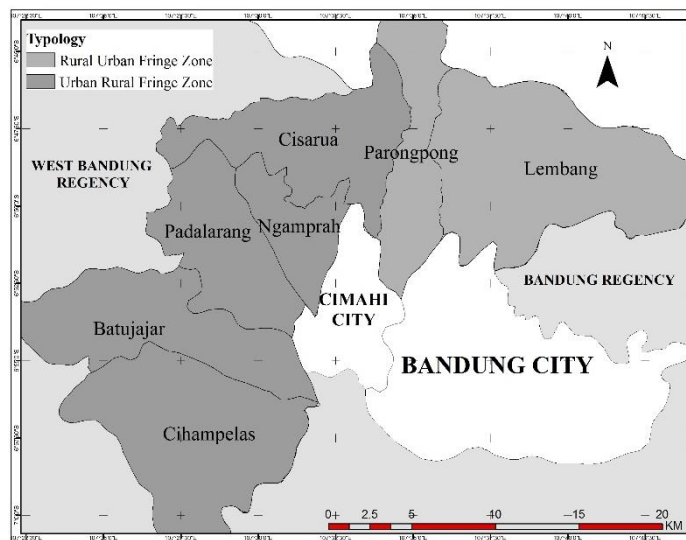 Typology
Rural Urban Fringe Zone
Urban Rural Fringe Zone
N
Cisarua
Parongpong
Lembang
WEST BANDUNG
REGENCY
Padalarang
Ngamprah
BANDUNG REGENCY
CIMAHI
CITY
Batujajar
BANDUNG CITY
Cihampelas
0 2.5 5 10 15 20
KM